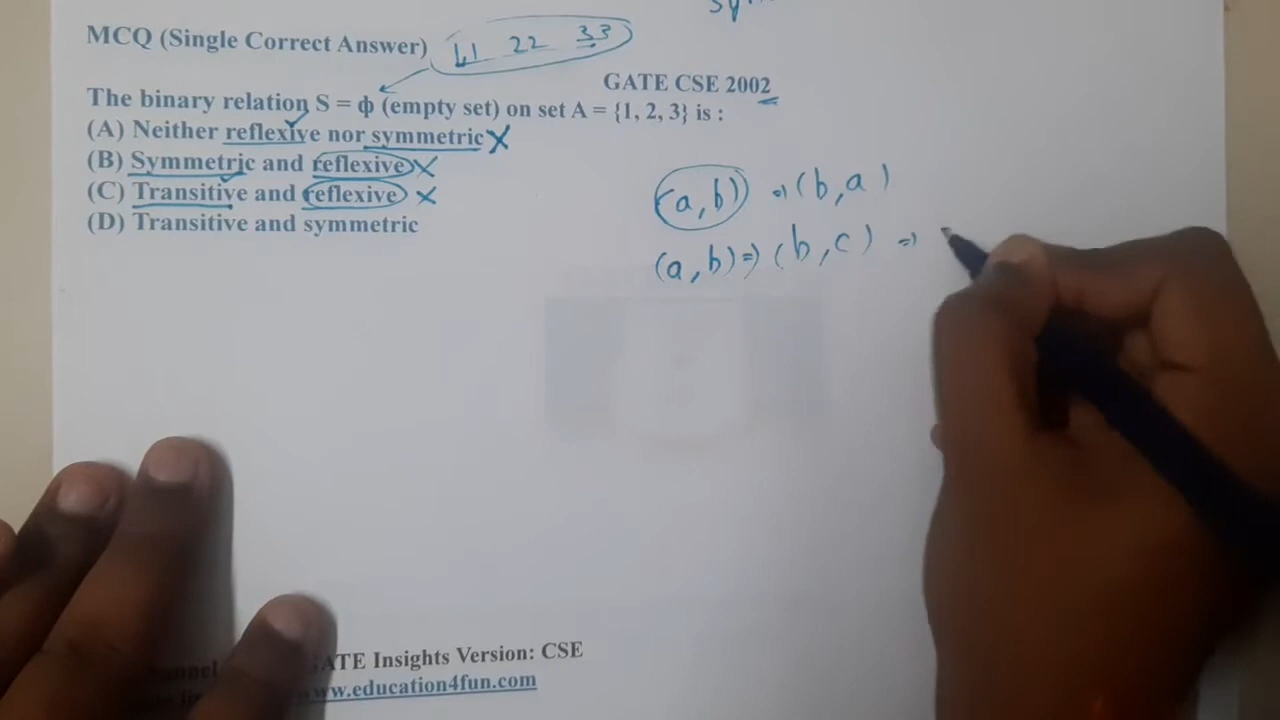 MCQ (Single Correct Answer)
11 22 33
GATE CSE 2002
The binary relation S = ф (empty set) on set A = {1, 2, 3} is :
(A) Neither reflexive nor symmetric ✗
(B) Symmetric and reflexive ✗
(C) Transitive and reflexive ✗
(D) Transitive and symmetric
(a, b) ⇒ (b, a)
(a, b) ⇒ (b, c) ⇒
GATE Insights Version: CSE
www.education4fun.com